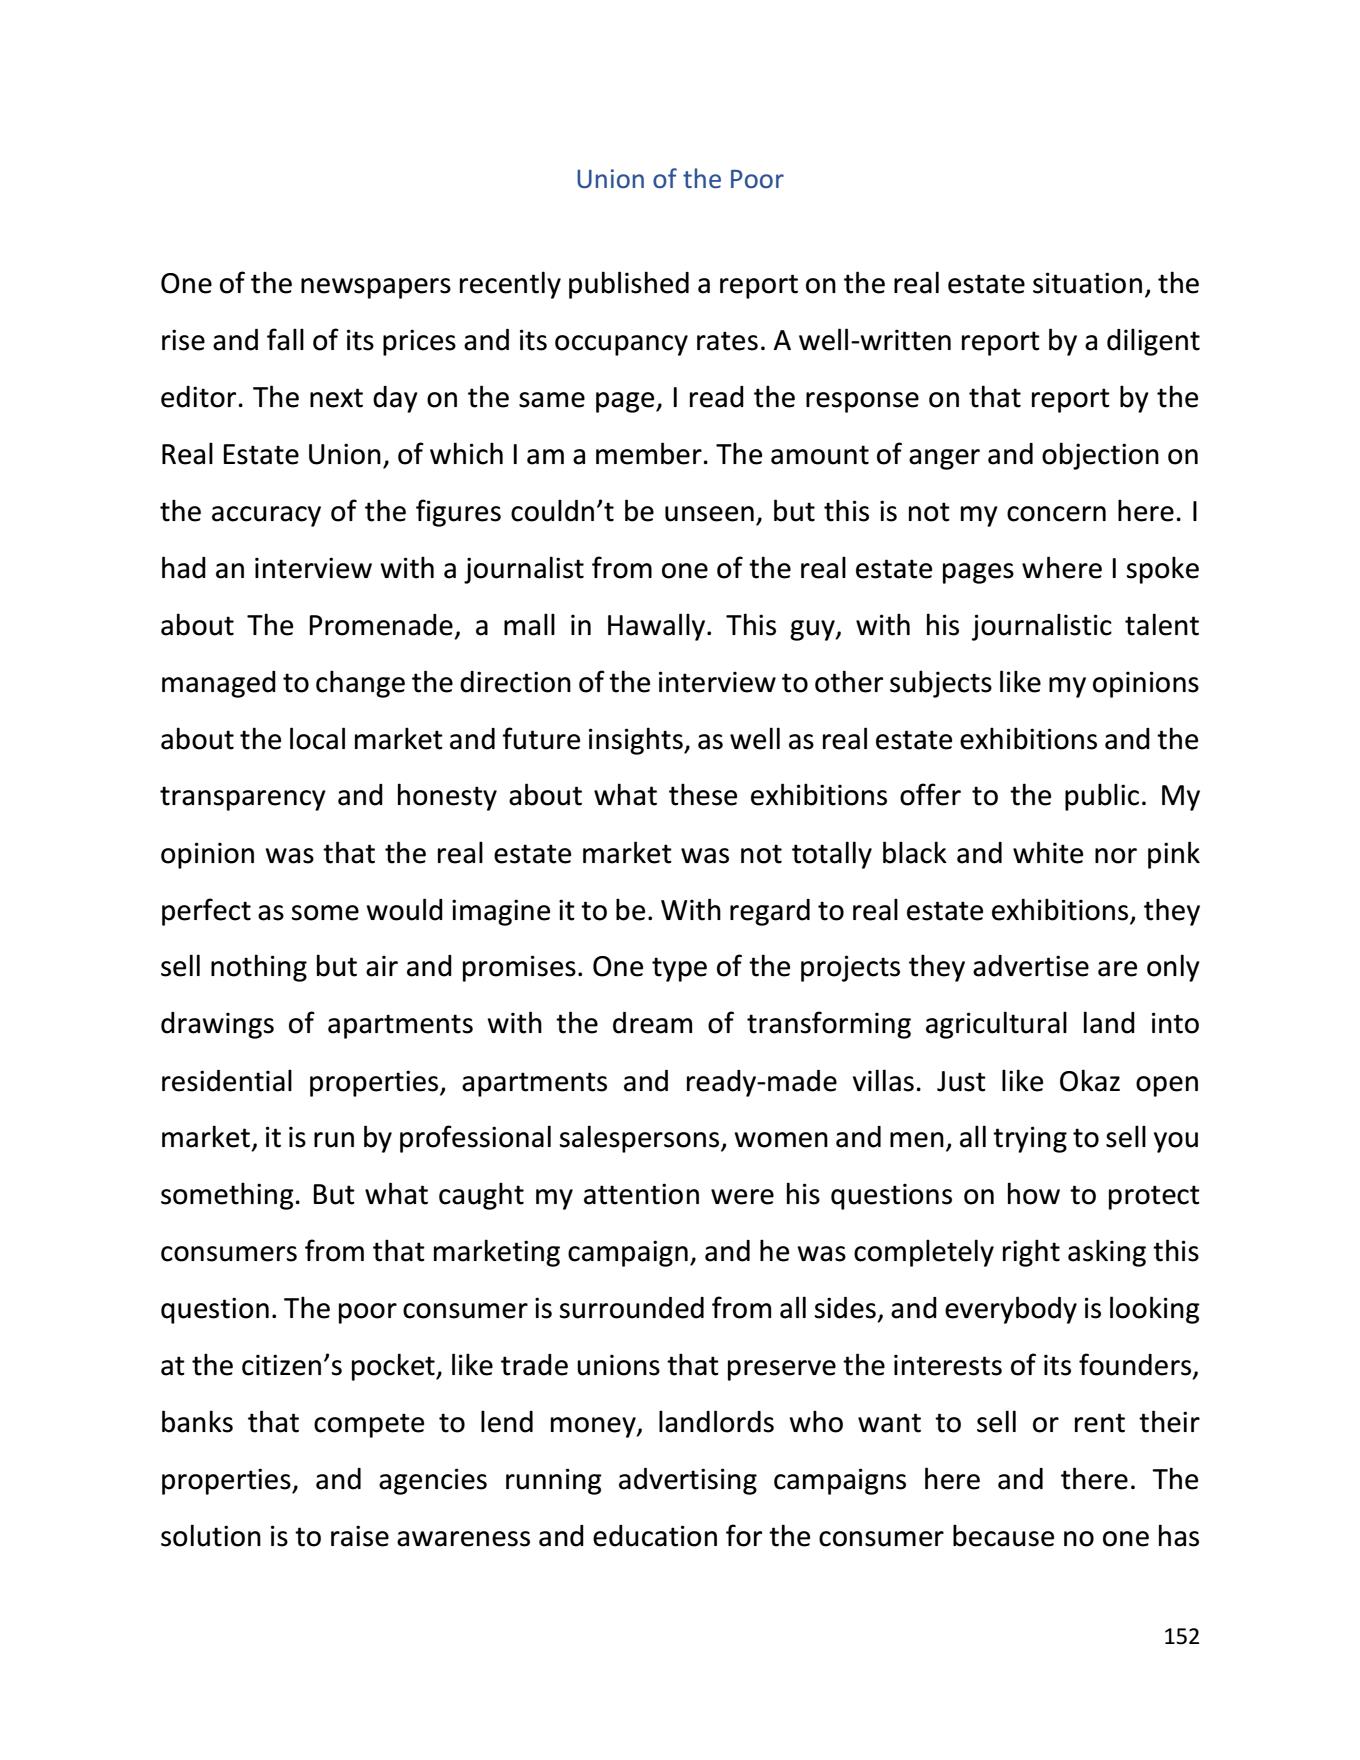 Union of the Poor
One of the newspapers recently published a report on the real estate situation, the
rise and fall of its prices and its occupancy rates. A well-written report by a diligent
editor. The next day on the same page, I read the response on that report by the
Real Estate Union, of which I am a member. The amount of anger and objection on
the accuracy of the figures couldn’t be unseen, but this is not my concern here. I
had an interview with a journalist from one of the real estate pages where I spoke
about The Promenade, a mall in Hawally. This guy, with his journalistic talent
managed to change the direction of the interview to other subjects like my opinions
about the local market and future insights, as well as real estate exhibitions and the
transparency and honesty about what these exhibitions offer to the public. My
opinion was that the real estate market was not totally black and white nor pink
perfect as some would imagine it to be. With regard to real estate exhibitions, they
sell nothing but air and promises. One type of the projects they advertise are only
drawings of apartments with the dream of transforming agricultural land into
residential properties, apartments and ready-made villas. Just like Okaz open
market, it is run by professional salespersons, women and men, all trying to sell you
something. But what caught my attention were his questions on how to protect
consumers from that marketing campaign, and he was completely right asking this
question. The poor consumer is surrounded from all sides, and everybody is looking
at the citizen’s pocket, like trade unions that preserve the interests of its founders,
banks that compete to lend money, landlords who want to sell or rent their
properties, and agencies running advertising campaigns here and there. The
solution is to raise awareness and education for the consumer because no one has
152